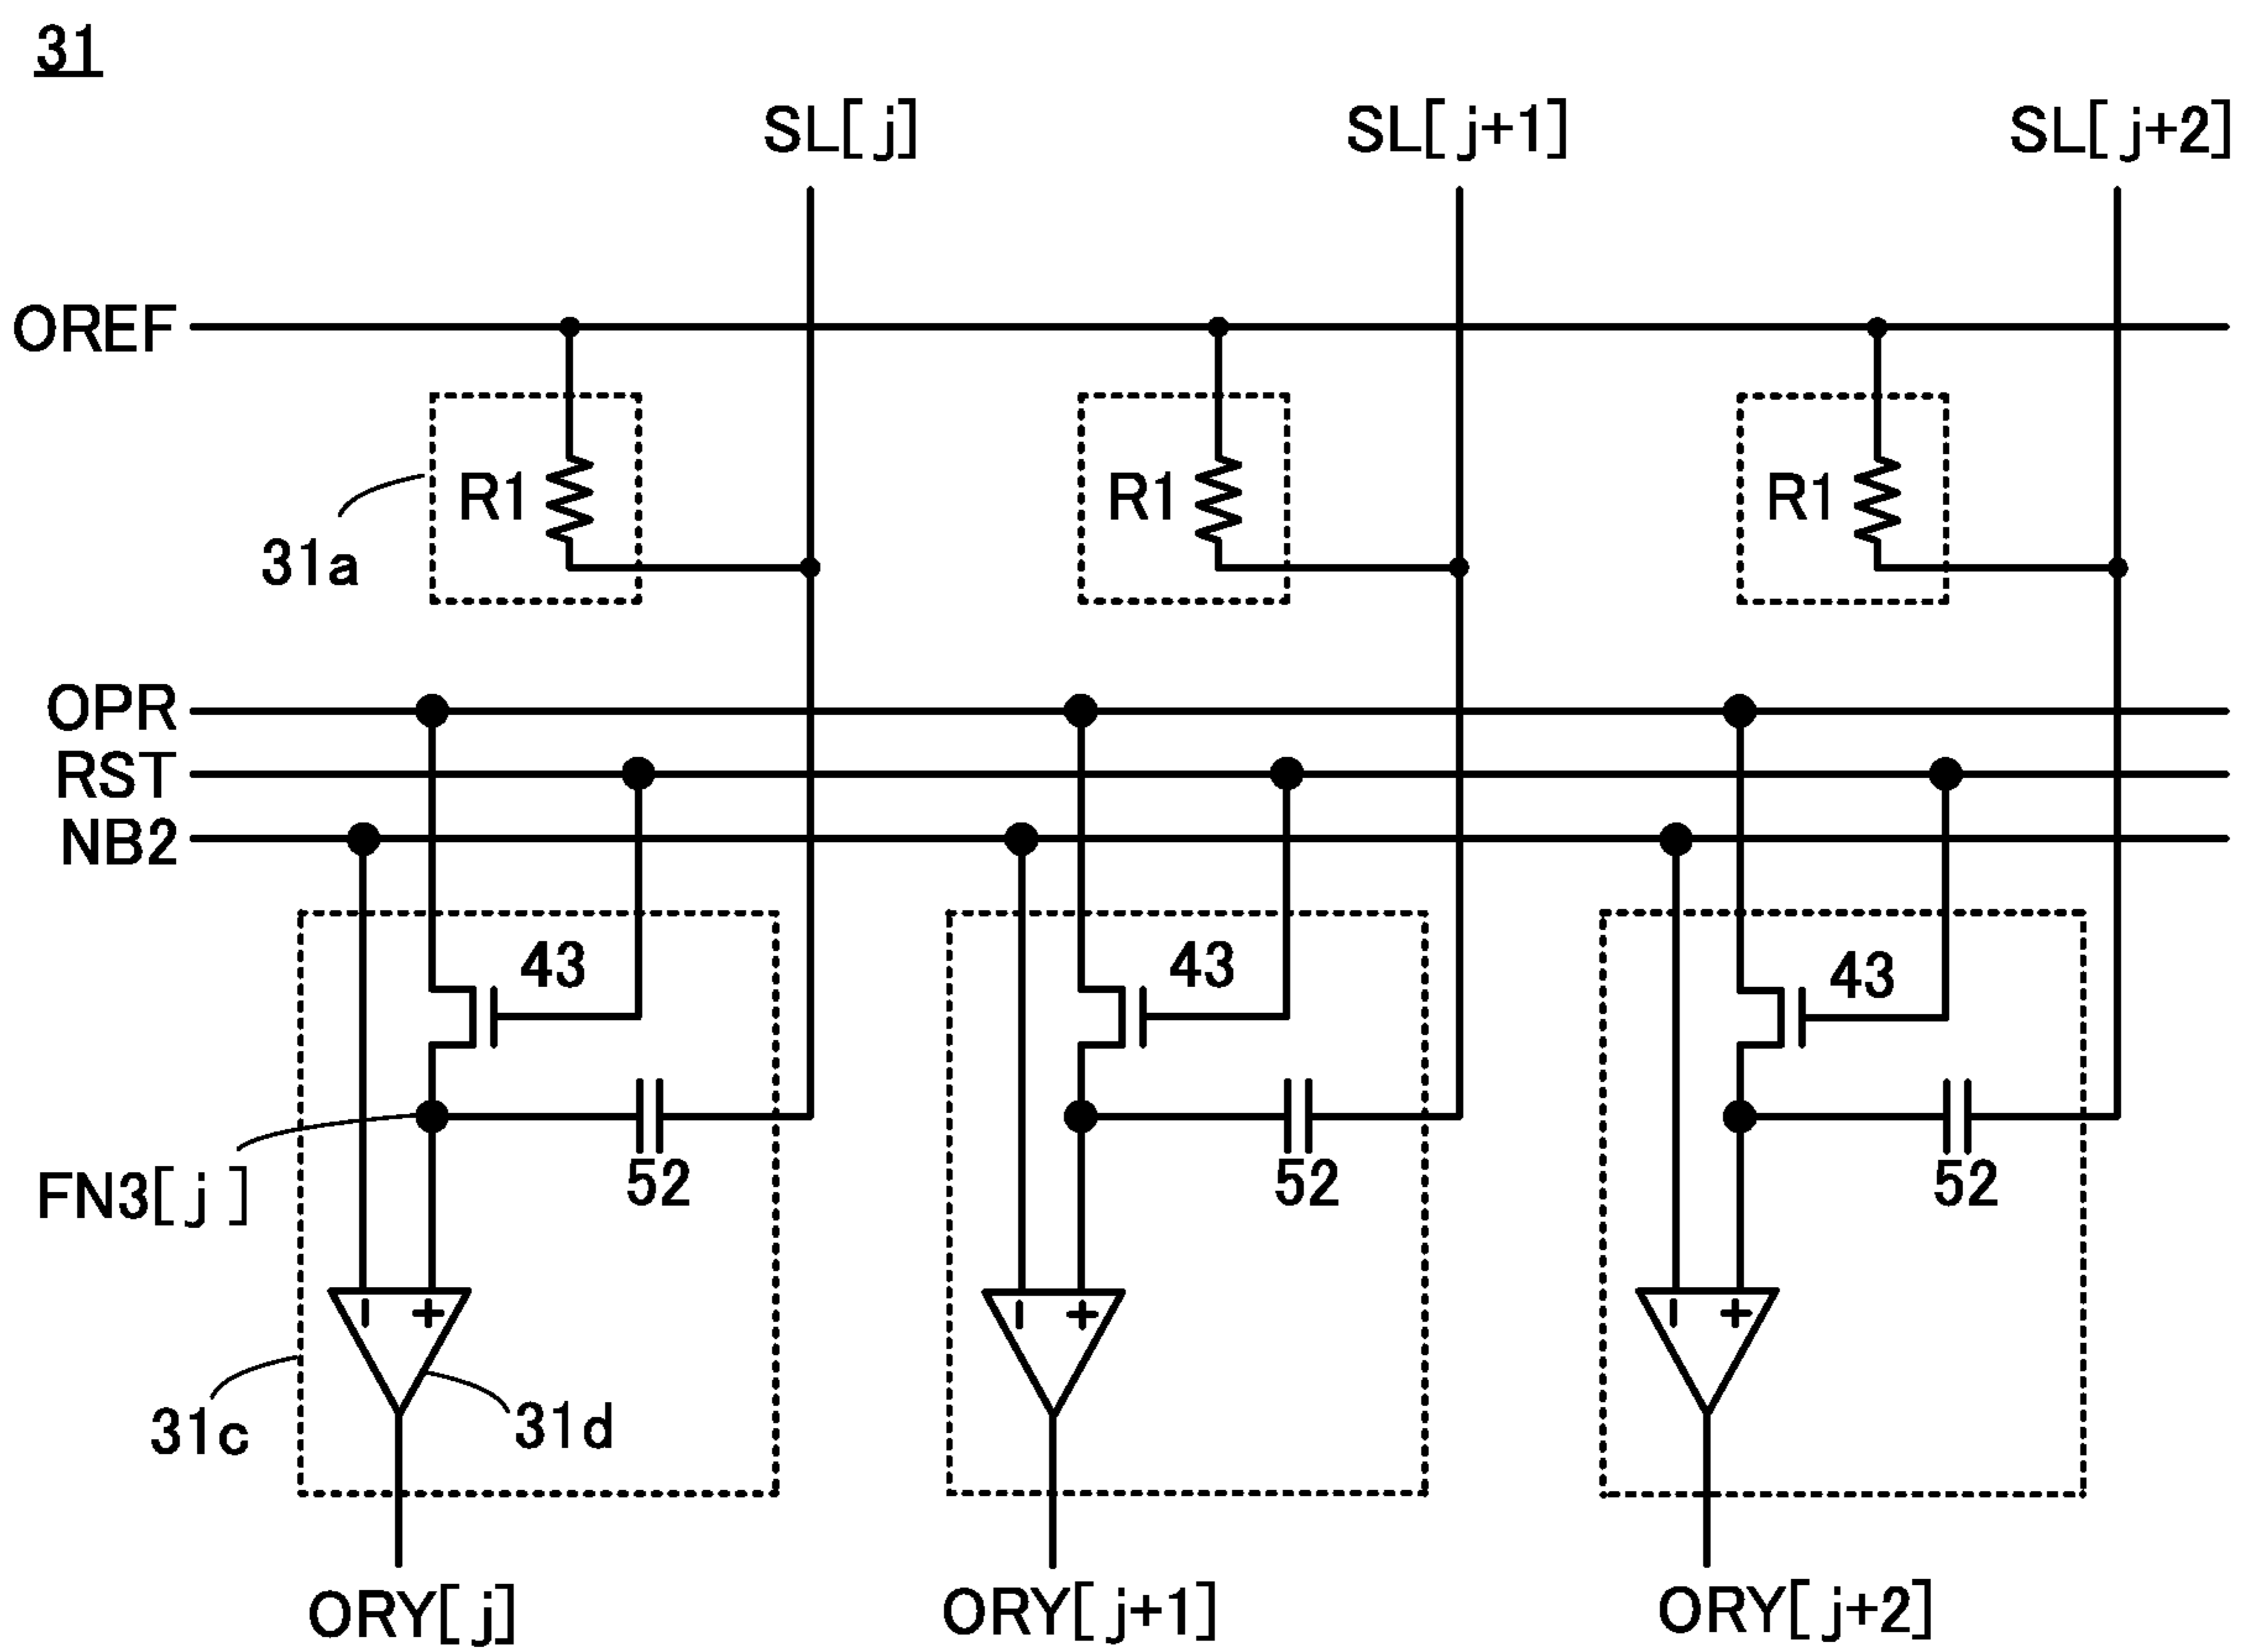 31
SL[j] SL[j+1] SL[j+2]
OREF
R1 R1 R1
31a
OPR
RST
NB2
43 43 43
52 52 52
FN3[j]
- + - + - +
31c 31d
ORY[j] ORY[j+1] ORY[j+2]